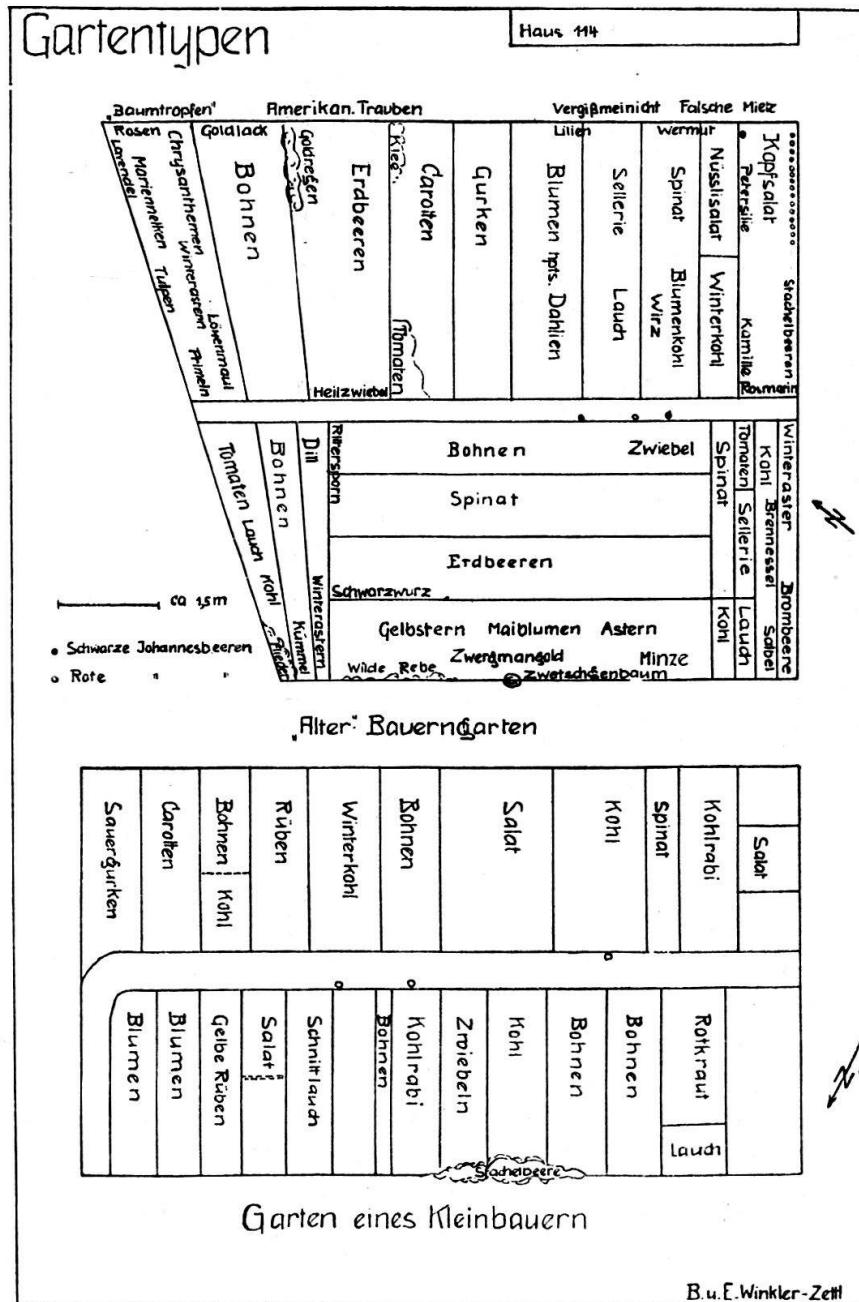 Gartentypen
Haus 114
„Baumtropfen"
Amerikan. Trauben
Vergißmeinicht
Falsche Mietz
Rosen
Lavendel
Mariennelken Tulpen
Chrysanthemen
Winterastern Primeln
Löwenmaul
Goldlack
Bohnen
Goldregen
Erdbeeren
Heilzwiebel
Carotten
Tomaten
Gurken
Lilien
Blumen hpts. Dahlien
Sellerie
Lauch
Wermut
Spinat
Blumenkohl
Wirz
Nüsslisalat
Winterkohl
Kopfsalat
Petersilie
Kamille
Stachelbeeren
Rosmarin
Tomaten Lauch Kohl
Flieder
Bohnen
Kümmel
Dill
Winterastern
Rittersporn
Bohnen
Zwiebel
Spinat
Erdbeeren
Schwarzwurz
Gelbstern Maiblumen Astern
Zwergmangold
Minze
Wilde Rebe
Zwetschgenbaum
Spinat
Kohl
Tomaten
Sellerie
Lauch
Kohl
Brennessel
Salbei
Winteraster
Brombeere
ca 1,5m
Schwarze Johannesbeeren
Rote " "
„Alter" Bauerngarten
Sauergurken
Carotten
Bohnen
Kohl
Rüben
Winterkohl
Bohnen
Salat
Kohl
Spinat
Kohlrabi
Salat
Blumen
Blumen
Gelbe Rüben
Salat
Schnittlauch
Bohnen
Kohlrabi
Zwiebeln
Kohl
Bohnen
Bohnen
Rotkraut
Lauch
Stachelbeere
Garten eines Kleinbauern
B.u.E.Winkler-Zettl